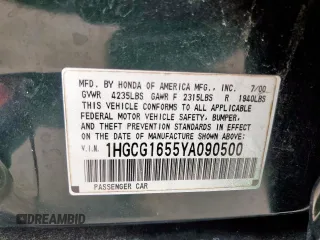 MFD. BY HONDA OF AMERICA MFG., INC. 7/00
GVWR 4235LBS GAWR F 2315LBS R 1940LBS
THIS VEHICLE CONFORMS TO ALL APPLICABLE
FEDERAL MOTOR VEHICLE SAFETY, BUMPER,
AND THEFT PREVENTION STANDARDS IN EFFECT
ON THE DATE OF MANUFACTURE SHOWN ABOVE.
V.I.N. 1HGCG1655YA090500
PASSENGER CAR
DREAMBID